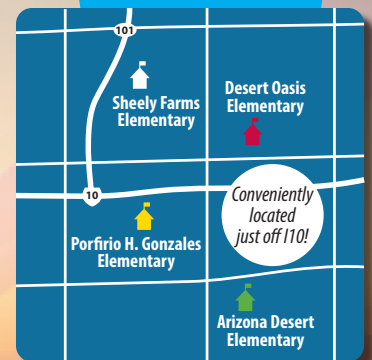 101
Sheely Farms
Elementary
Desert Oasis
Elementary
10
Conveniently
located
just off I10!
Porfirio H. Gonzales
Elementary
Arizona Desert
Elementary